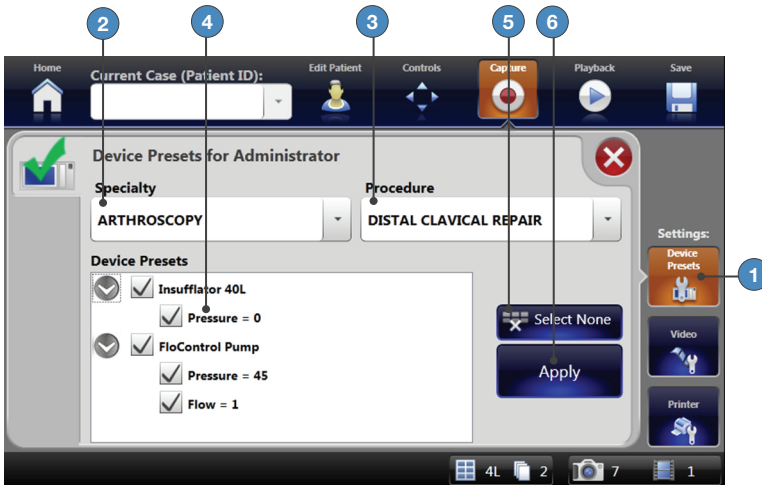 2 4 3 5 6
Home Edit Patient Controls Capture Playback Save
Current Case (Patient ID):
Device Presets for Administrator
Specialty Procedure
ARTHROSCOPY DISTAL CLAVICAL REPAIR
Settings:
Device Presets
Device
Presets
1
Insufflator 40L
Pressure = 0
Select None
FloControl Pump
Video
Apply
Pressure = 45
Flow = 1
Printer
4L 2 7 1